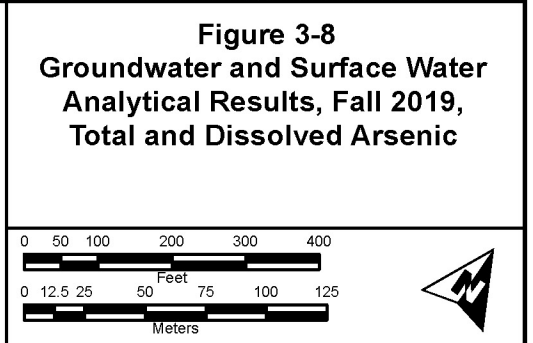 Figure 3-8
Groundwater and Surface Water
Analytical Results, Fall 2019,
Total and Dissolved Arsenic
0 50 100 200 300 400
Feet
0 12.5 25 50 75 100 125
Meters
N